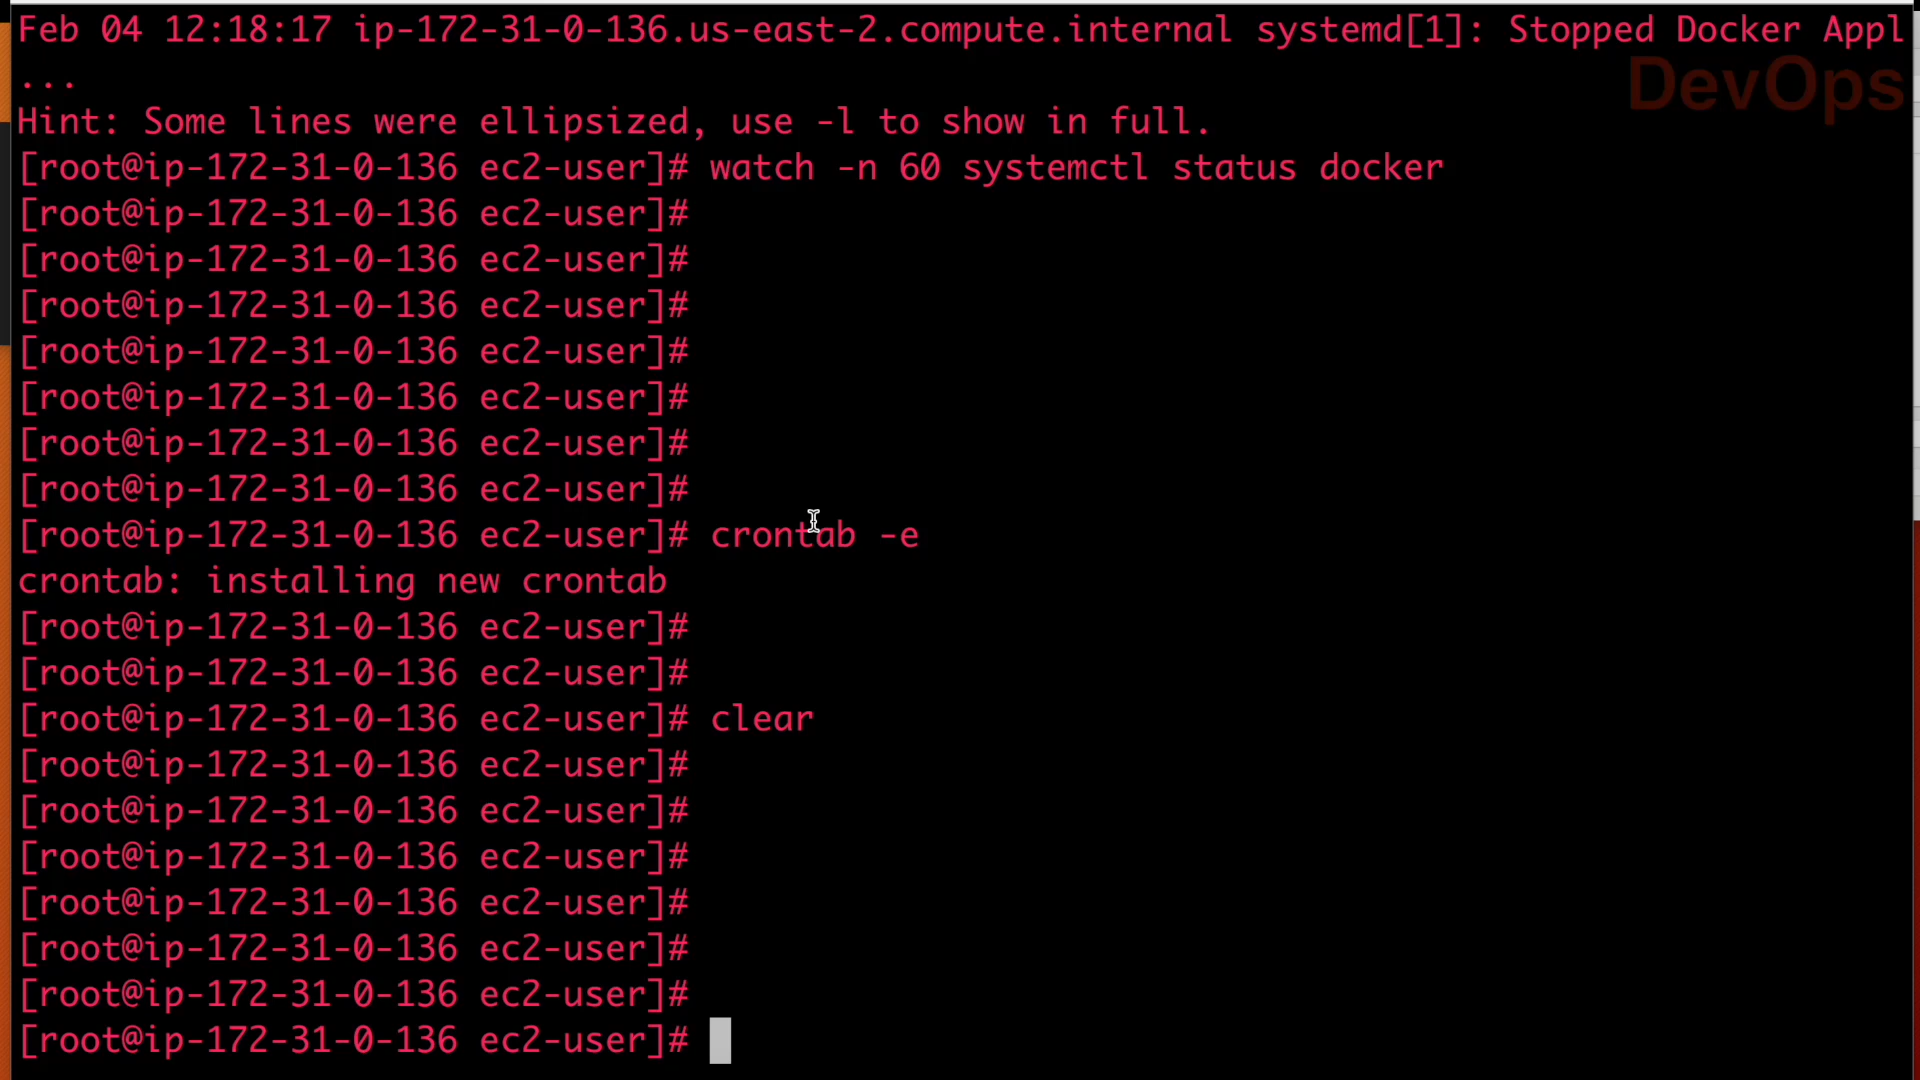 Feb 04 12:18:17 ip-172-31-0-136.us-east-2.compute.internal systemd[1]: Stopped Docker Appl
...
DevOps
Hint: Some lines were ellipsized, use -l to show in full.
[root@ip-172-31-0-136 ec2-user]# watch -n 60 systemctl status docker
[root@ip-172-31-0-136 ec2-user]#
[root@ip-172-31-0-136 ec2-user]#
[root@ip-172-31-0-136 ec2-user]#
[root@ip-172-31-0-136 ec2-user]#
[root@ip-172-31-0-136 ec2-user]#
[root@ip-172-31-0-136 ec2-user]#
[root@ip-172-31-0-136 ec2-user]#
[root@ip-172-31-0-136 ec2-user]# crontab -e
crontab: installing new crontab
[root@ip-172-31-0-136 ec2-user]#
[root@ip-172-31-0-136 ec2-user]#
[root@ip-172-31-0-136 ec2-user]# clear
[root@ip-172-31-0-136 ec2-user]#
[root@ip-172-31-0-136 ec2-user]#
[root@ip-172-31-0-136 ec2-user]#
[root@ip-172-31-0-136 ec2-user]#
[root@ip-172-31-0-136 ec2-user]#
[root@ip-172-31-0-136 ec2-user]#
[root@ip-172-31-0-136 ec2-user]#